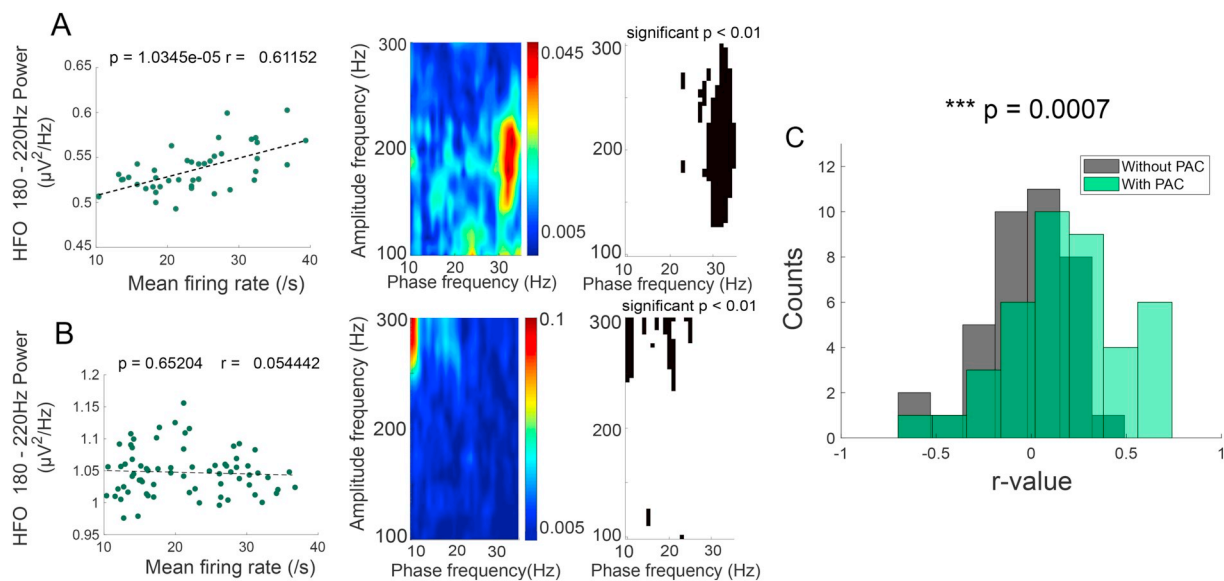 A
p = 1.0345e-05 r = 0.61152
HFO 180 - 220Hz Power
(µV²/Hz)
0.65
0.6
0.55
0.5
0.45
10 20 30 40
Mean firing rate (/s)
Amplitude frequency (Hz)
300
200
100
10 20 30
Phase frequency (Hz)
0.045
0.005
significant p < 0.01
300
200
100
10 20 30
Phase frequency (Hz)
B
p = 0.65204 r = 0.054442
HFO 180 - 220Hz Power
(µV²/Hz)
1.2
1.15
1.1
1.05
1
0.95
10 20 30 40
Mean firing rate (/s)
Amplitude frequency (Hz)
300
300
100
10 20 30
Phase frequency(Hz)
0.1
0.005
significant p < 0.01
300
200
100
10 20 30
Phase frequency (Hz)
C
*** p = 0.0007
Without PAC
With PAC
Counts
12
10
8
6
4
2
0
-1 -0.5 0 0.5 1
r-value